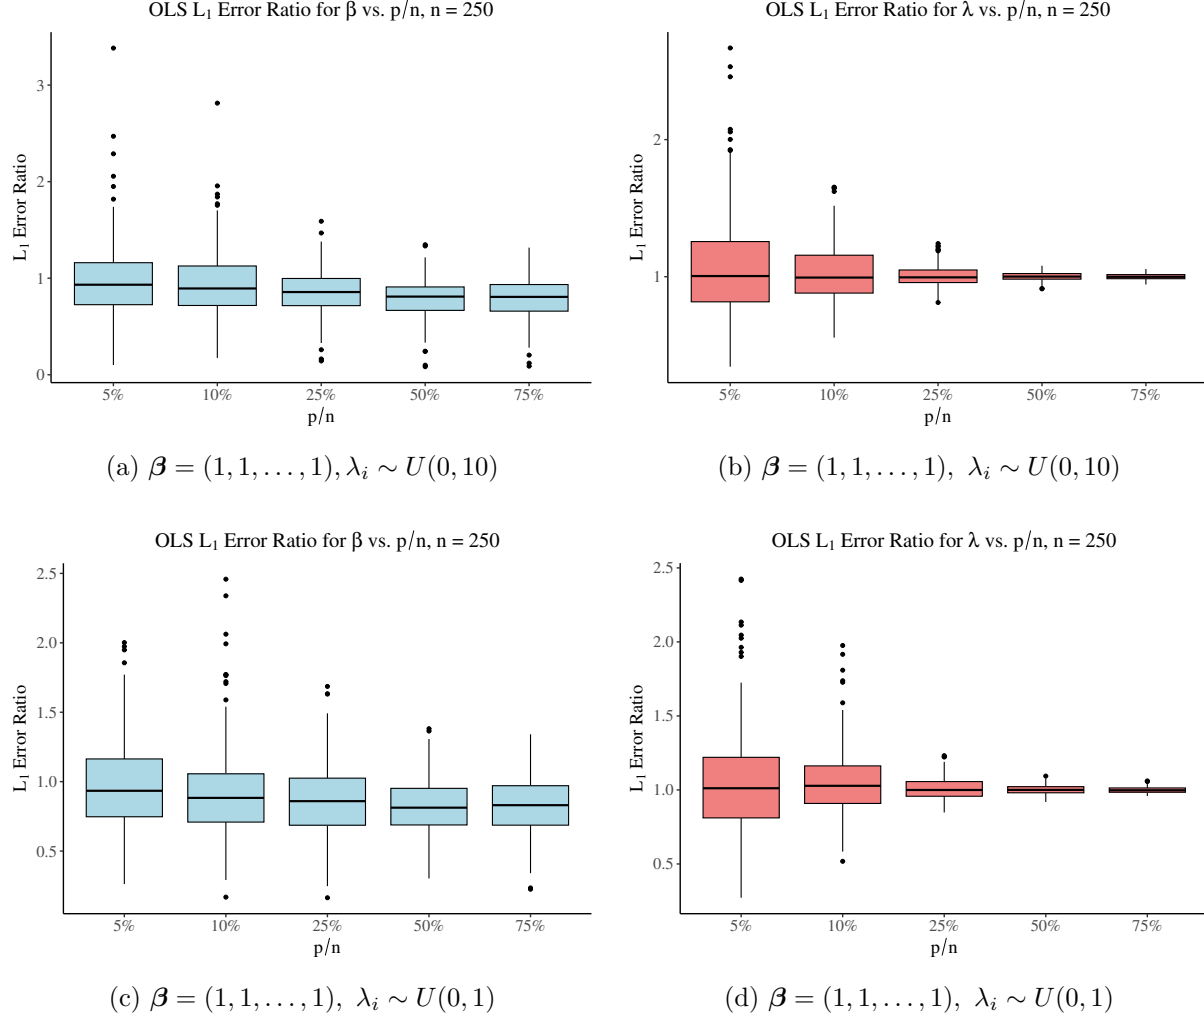 OLS L₁ Error Ratio for β vs. p/n, n = 250
L₁ Error Ratio
3
2
1
0
5% 10% 25% 50% 75%
p/n
(a) β = (1, 1, . . . , 1), λᵢ ∼ U(0, 10)
OLS L₁ Error Ratio for λ vs. p/n, n = 250
L₁ Error Ratio
2
1
5% 10% 25% 50% 75%
p/n
(b) β = (1, 1, . . . , 1), λᵢ ∼ U(0, 10)
OLS L₁ Error Ratio for β vs. p/n, n = 250
L₁ Error Ratio
2.5
2.0
1.5
1.0
0.5
5% 10% 25% 50% 75%
p/n
(c) β = (1, 1, . . . , 1), λᵢ ∼ U(0, 1)
OLS L₁ Error Ratio for λ vs. p/n, n = 250
L₁ Error Ratio
2.5
2.0
1.5
1.0
0.5
5% 10% 25% 50% 75%
p/n
(d) β = (1, 1, . . . , 1), λᵢ ∼ U(0, 1)